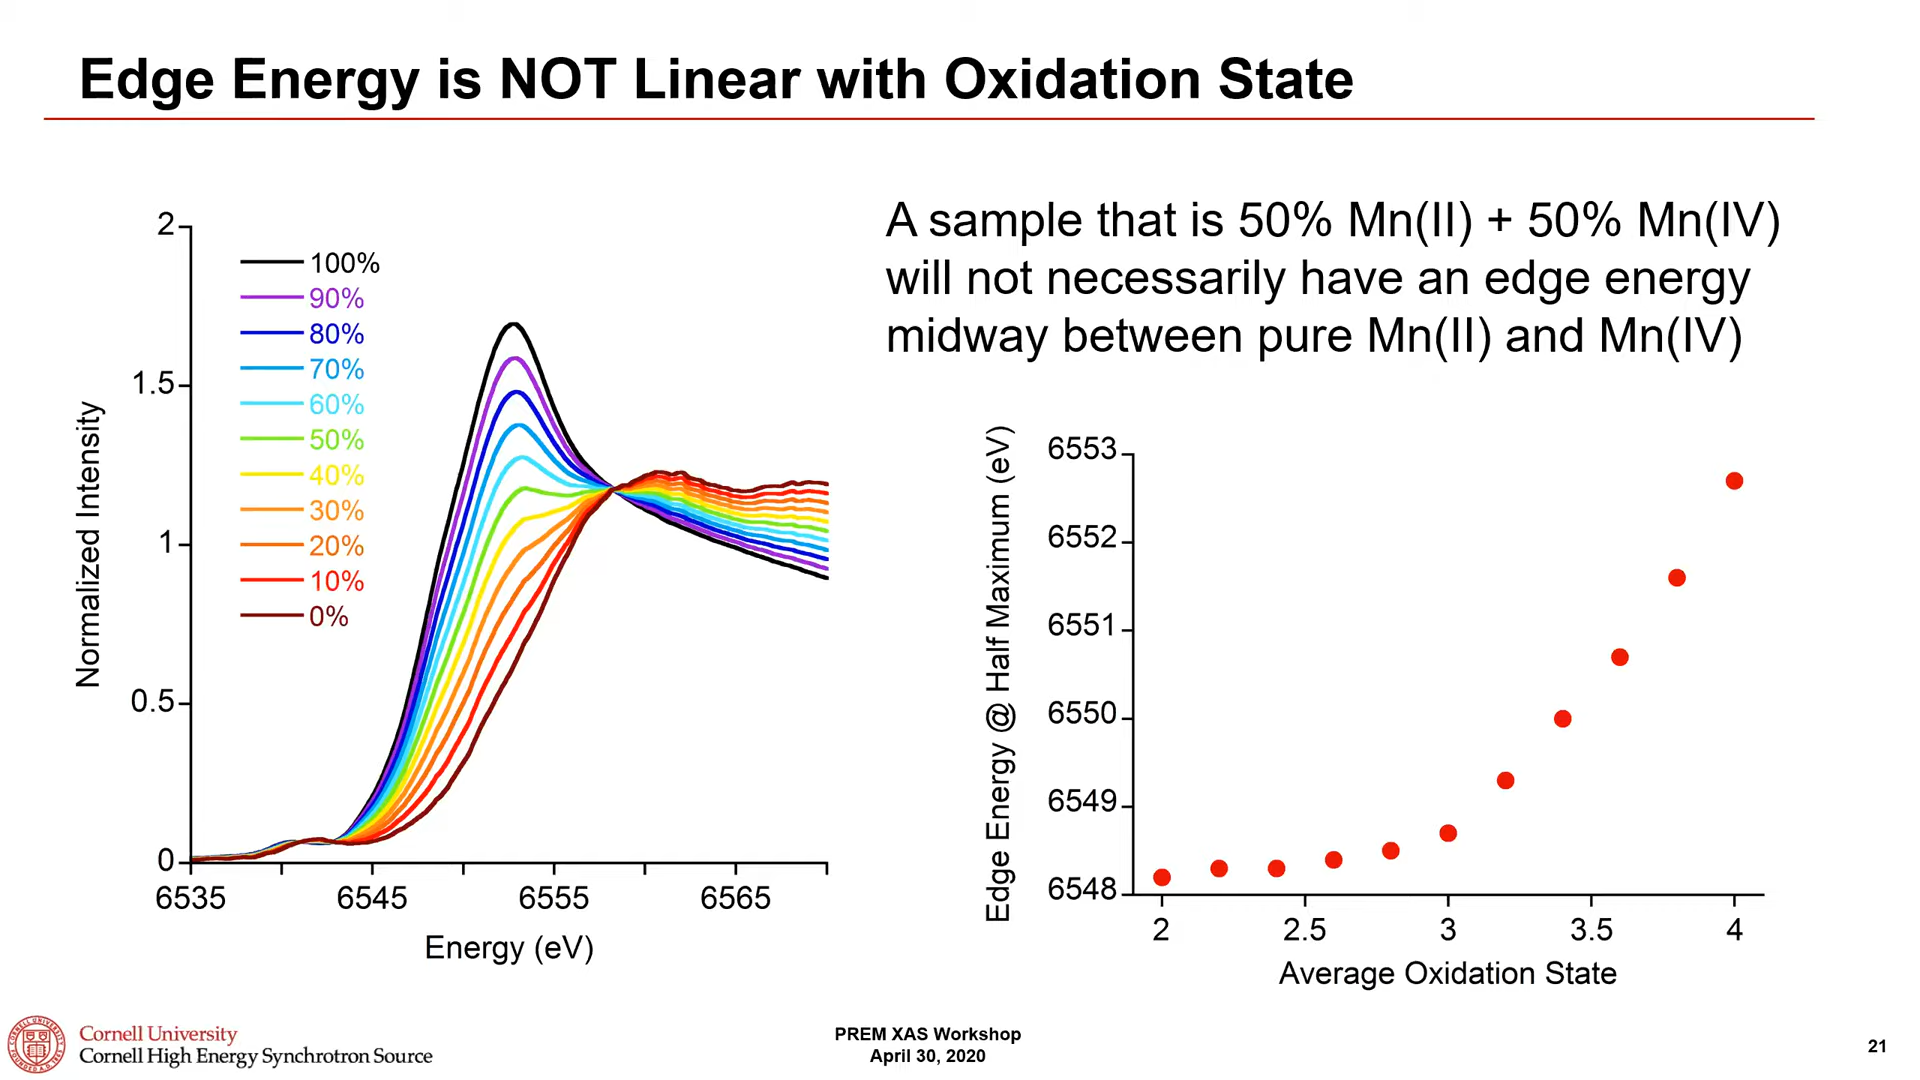 Edge Energy is NOT Linear with Oxidation State
A sample that is 50% Mn(II) + 50% Mn(IV)
will not necessarily have an edge energy
midway between pure Mn(II) and Mn(IV)
Normalized Intensity
2
1.5
1
0.5
0
100%
90%
80%
70%
60%
50%
40%
30%
20%
10%
0%
6535 6545 6555 6565
Energy (eV)
Edge Energy @ Half Maximum (eV)
6553
6552
6551
6550
6549
6548
2 2.5 3 3.5 4
Average Oxidation State
Cornell University
Cornell High Energy Synchrotron Source
PREM XAS Workshop
April 30, 2020
21